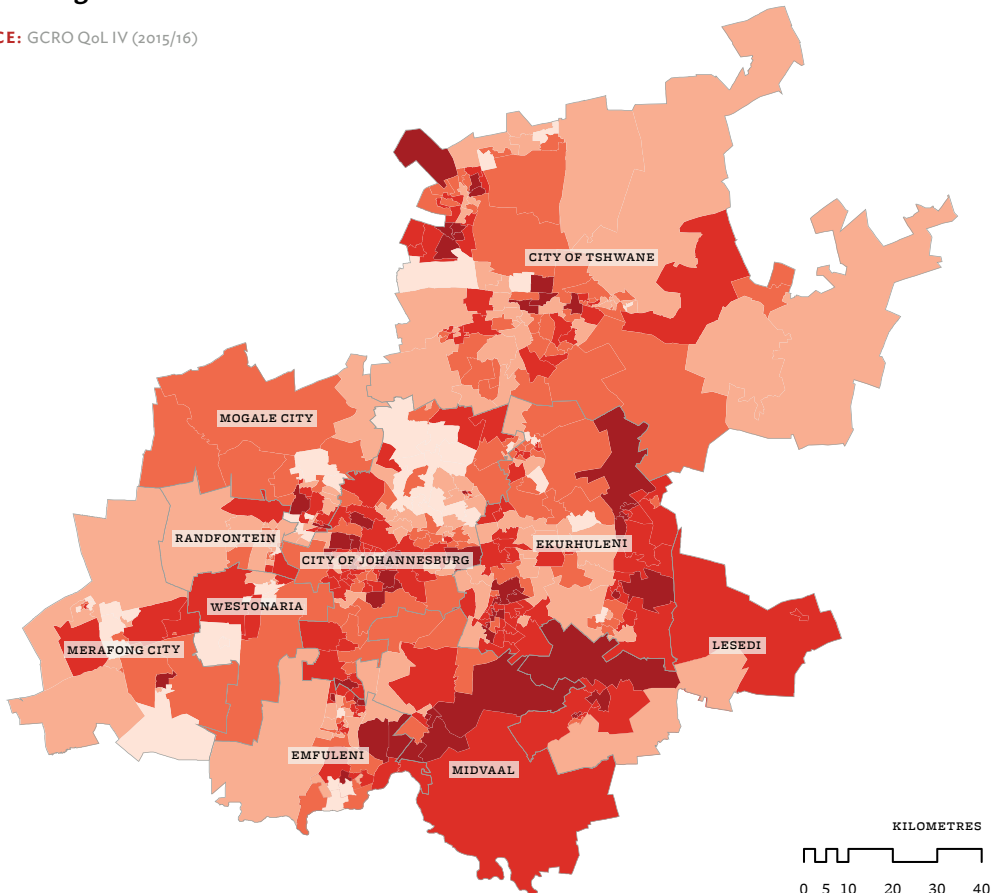 CE: GCRO QoL IV (2015/16)
CITY OF TSHWANE
MOGALE CITY
RANDFONTEIN
EKURHULENI
CITY OF JOHANNESBURG
WESTONARIA
MERAFONG CITY
LESEDI
EMFULENI
MIDVAAL
KILOMETRES
0 5 10 20 30 40